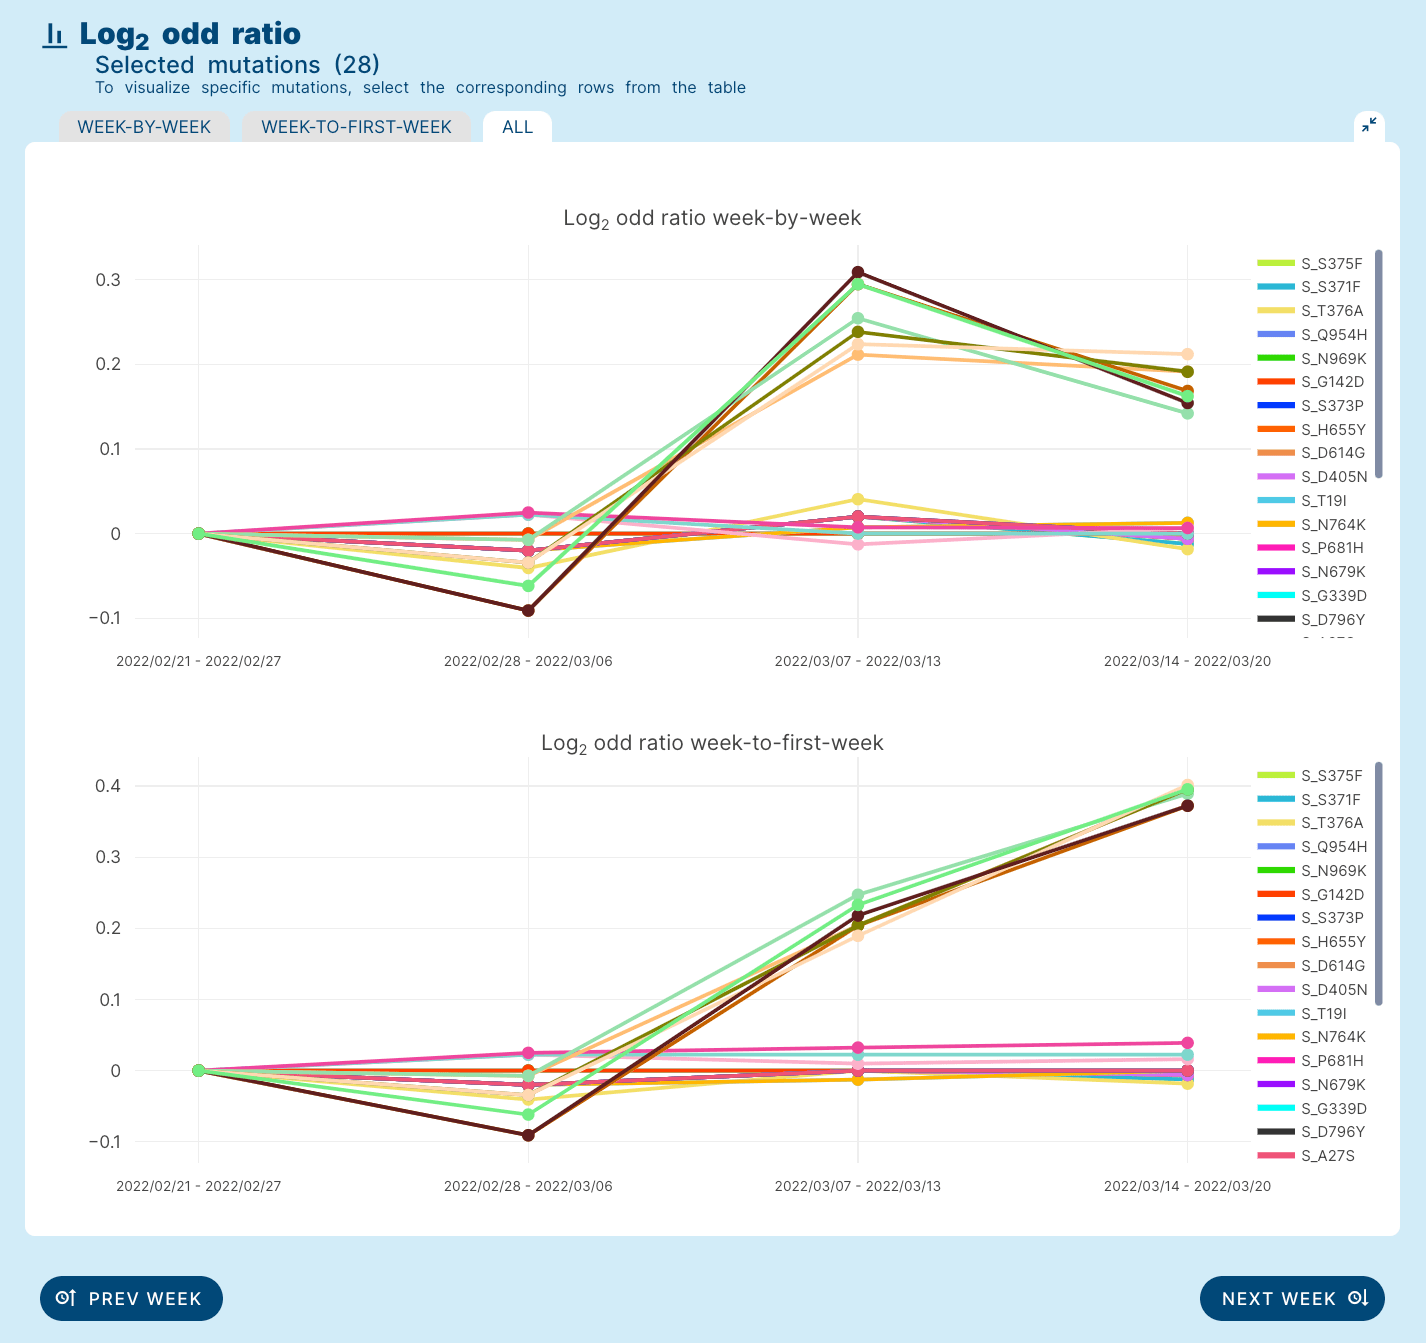 Log₂ odd ratio
Selected mutations (28)
To visualize specific mutations, select the corresponding rows from the table
WEEK-BY-WEEK
WEEK-TO-FIRST-WEEK
ALL
Log₂ odd ratio week-by-week
0.3
0.2
0.1
0
−0.1
2022/02/21 - 2022/02/27
2022/02/28 - 2022/03/06
2022/03/07 - 2022/03/13
2022/03/14 - 2022/03/20
S_S375F
S_S371F
S_T376A
S_Q954H
S_N969K
S_G142D
S_S373P
S_H655Y
S_D614G
S_D405N
S_T19I
S_N764K
S_P681H
S_N679K
S_G339D
S_D796Y
Log₂ odd ratio week-to-first-week
0.4
0.3
0.2
0.1
0
−0.1
2022/02/21 - 2022/02/27
2022/02/28 - 2022/03/06
2022/03/07 - 2022/03/13
2022/03/14 - 2022/03/20
S_S375F
S_S371F
S_T376A
S_Q954H
S_N969K
S_G142D
S_S373P
S_H655Y
S_D614G
S_D405N
S_T19I
S_N764K
S_P681H
S_N679K
S_G339D
S_D796Y
S_A27S
PREV WEEK
NEXT WEEK